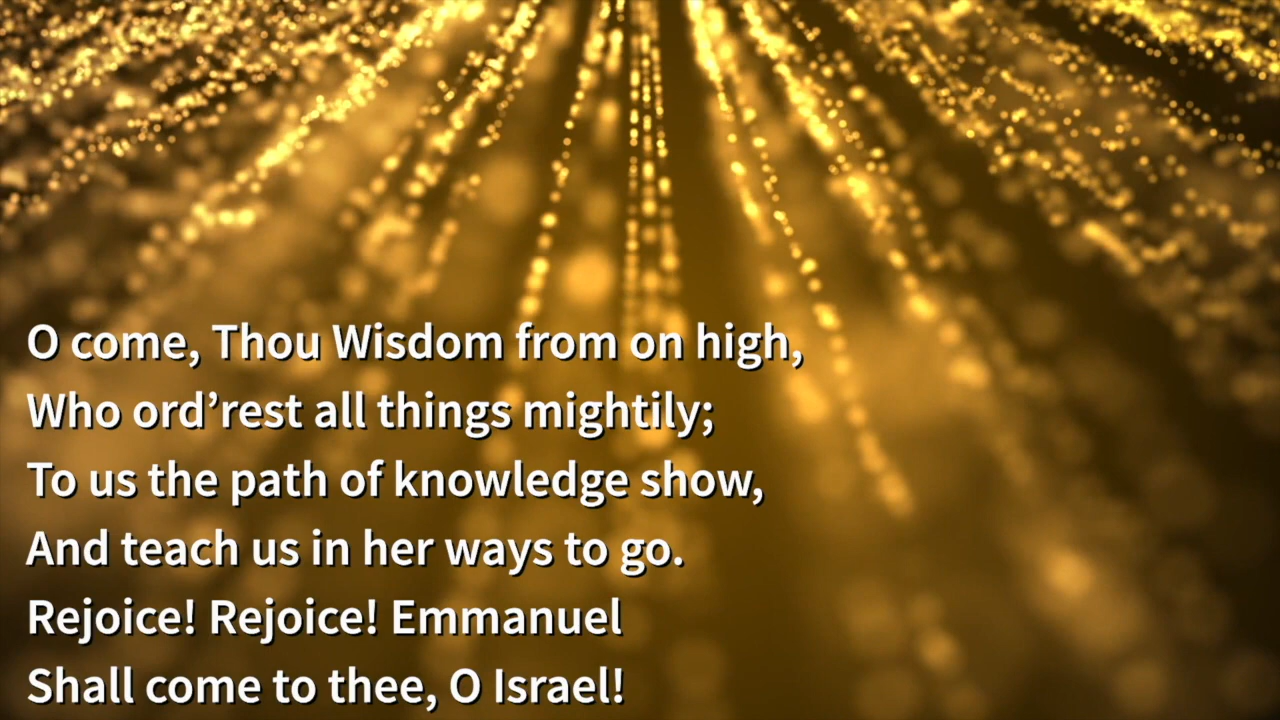 O come, Thou Wisdom from on high,
Who ord’rest all things mightily;
To us the path of knowledge show,
And teach us in her ways to go.
Rejoice! Rejoice! Emmanuel
Shall come to thee, O Israel!